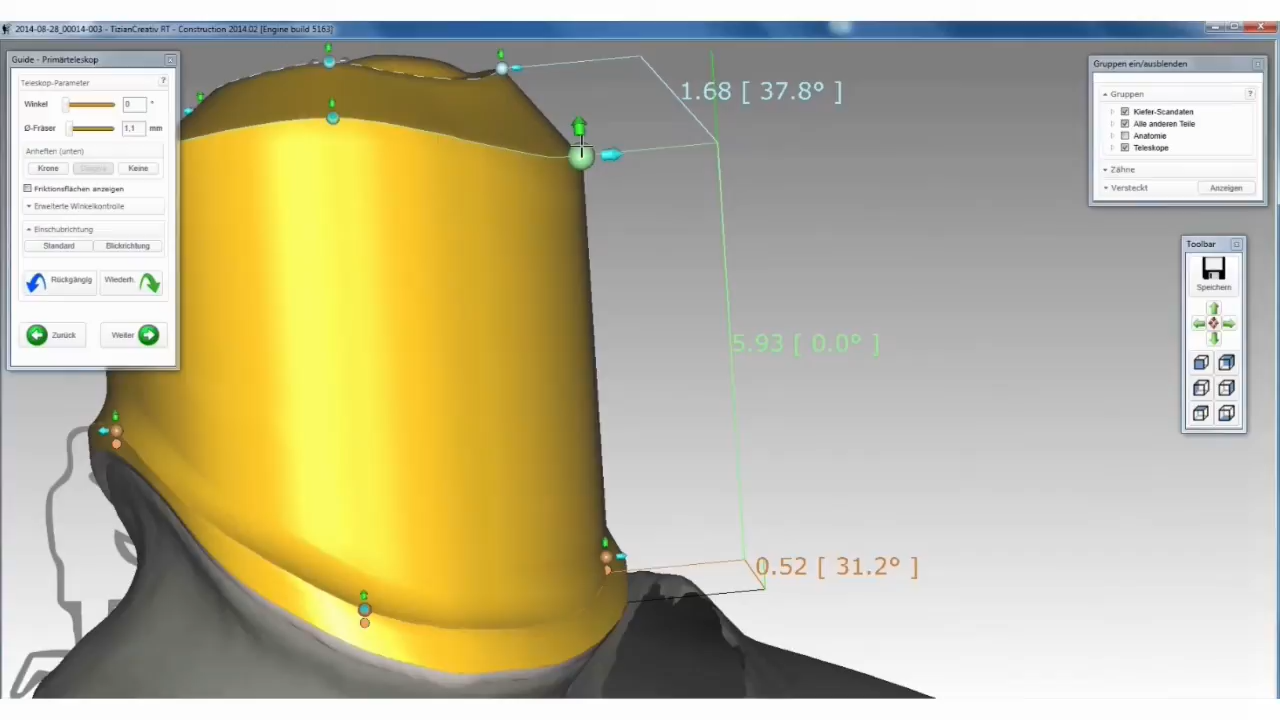 2014-08-28_00014-003 - TizianCreativ RT - Construction 2014.02 [Engine build 5163]
Guide - Primärteleskop
Teleskop-Parameter ?
Winkel 0 °
Ø-Fräser 1,1 mm
Anheften (unten)
Krone Keine
Friktionsflächen anzeigen
Erweiterte Winkelkontrolle
Einschubrichtung
Standard Blickrichtung
Rückgängig Wiederh.
Zurück Weiter
1.68 [ 37.8° ]
5.93 [ 0.0° ]
0.52 [ 31.2° ]
Gruppen ein/ausblenden
Gruppen ?
Kiefer-Scandaten
Alle anderen Teile
Anatomie
Teleskope
Zähne
Versteckt Anzeigen
Toolbar
Speichern